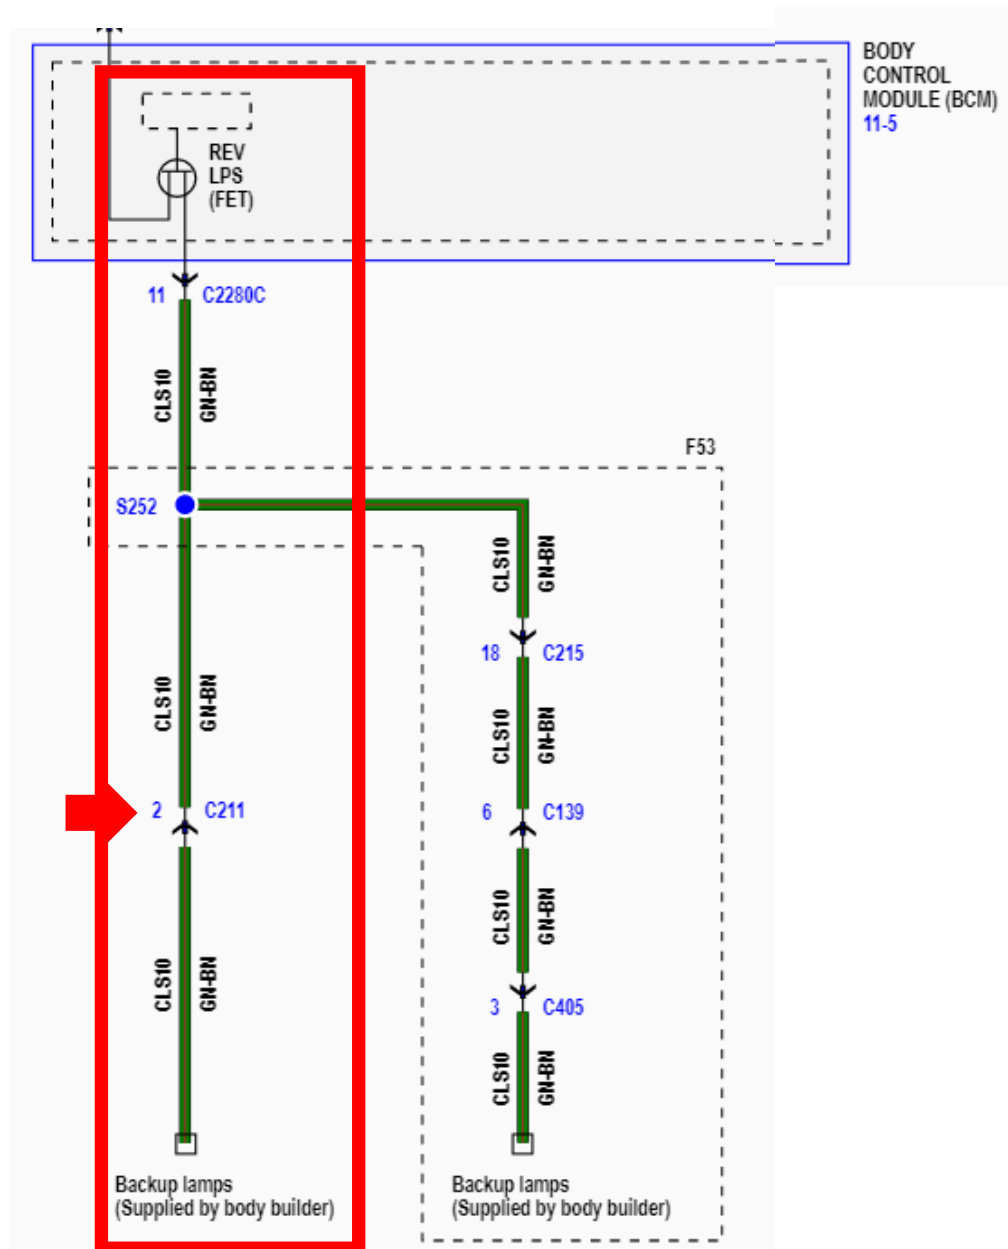 BODY
CONTROL
MODULE (BCM)
11-5
REV
LPS
(FET)
11 C2280C
CLS10 GN-BN
F53
S252
CLS10 GN-BN
18 C215
CLS10 GN-BN
CLS10 GN-BN
2 C211
6 C139
CLS10 GN-BN
CLS10 GN-BN
3 C405
CLS10 GN-BN
Backup lamps
(Supplied by body builder)
Backup lamps
(Supplied by body builder)